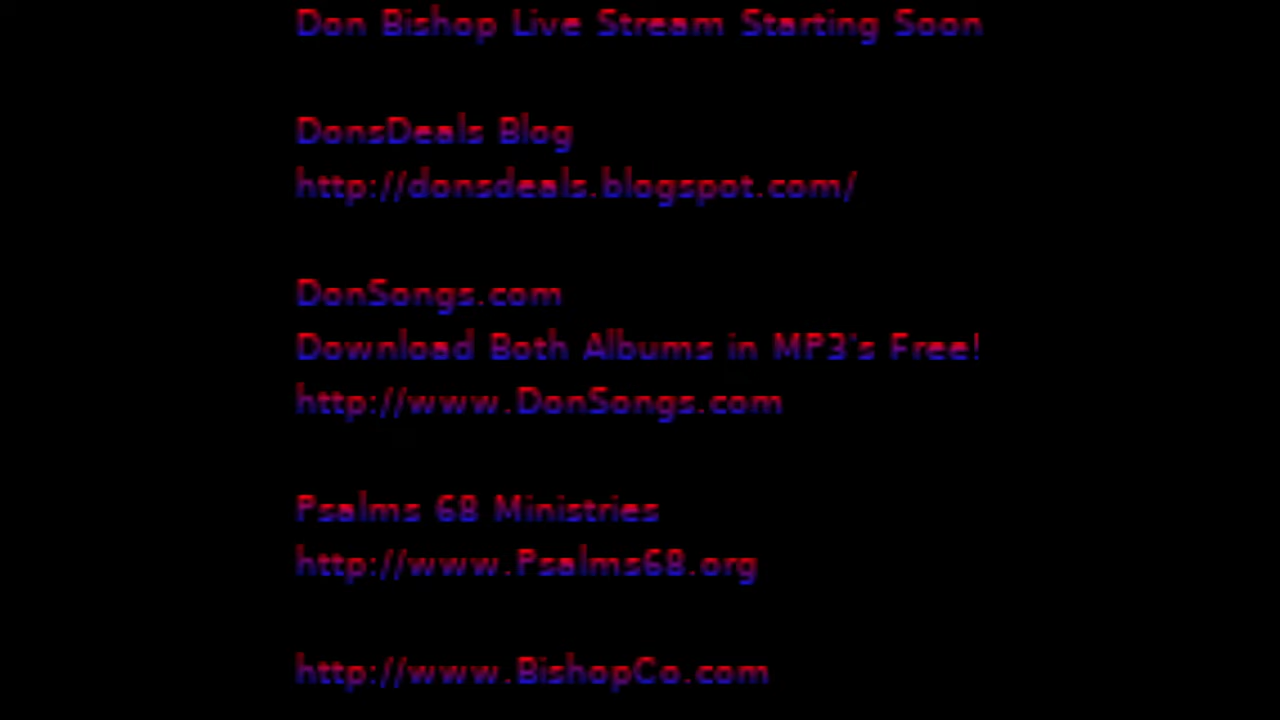 Don Bishop Live Stream Starting Soon
DonsDeals Blog
http://donsdeals.blogspot.com/
DonSongs.com
Download Both Albums in MP3's Free!
http://www.DonSongs.com
Psalms 68 Ministries
http://www.Psalms68.org
http://www.BishopCo.com